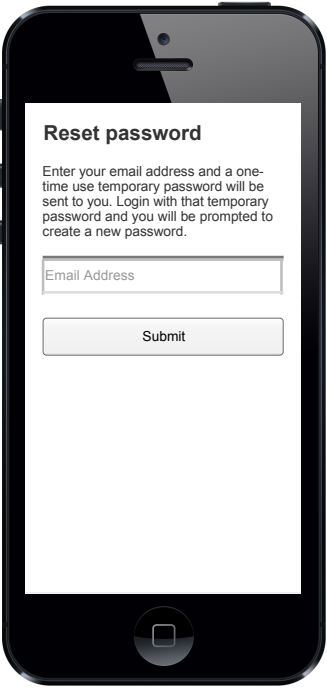 Reset password
Enter your email address and a one-
time use temporary password will be
sent to you. Login with that temporary
password and you will be prompted to
create a new password.
Email Address
Submit